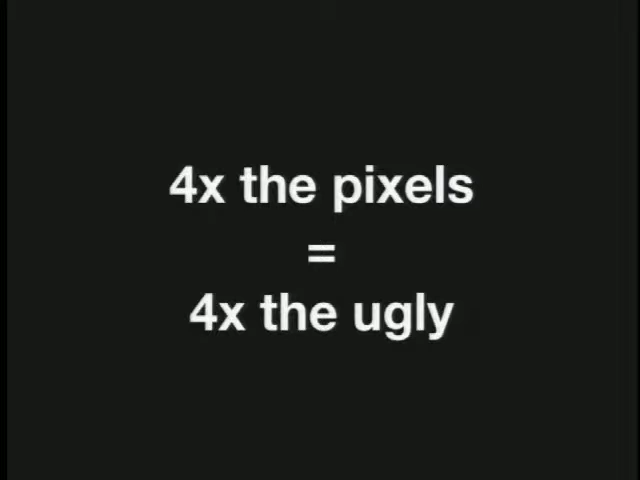 4x the pixels
=
4x the ugly